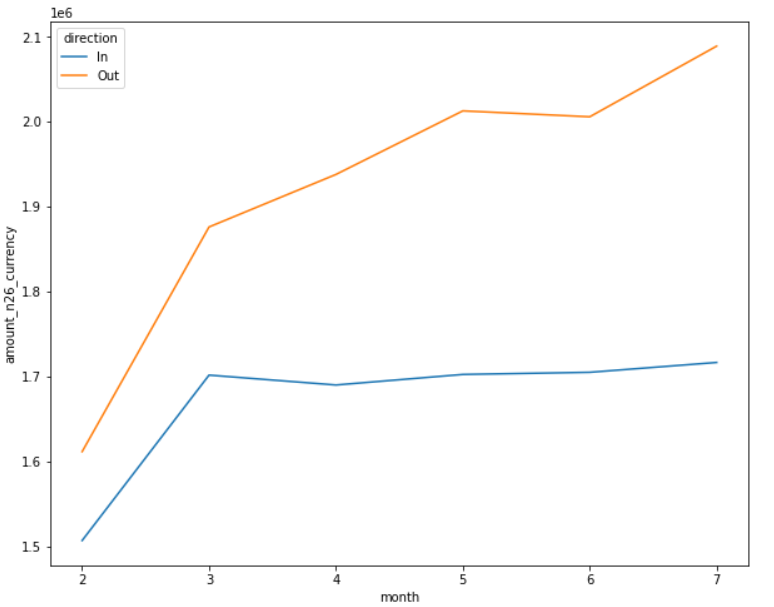 1e6
direction
In
Out
2.1
2.0
1.9
1.8
1.7
1.6
1.5
amount_n26_currency
2 3 4 5 6 7
month